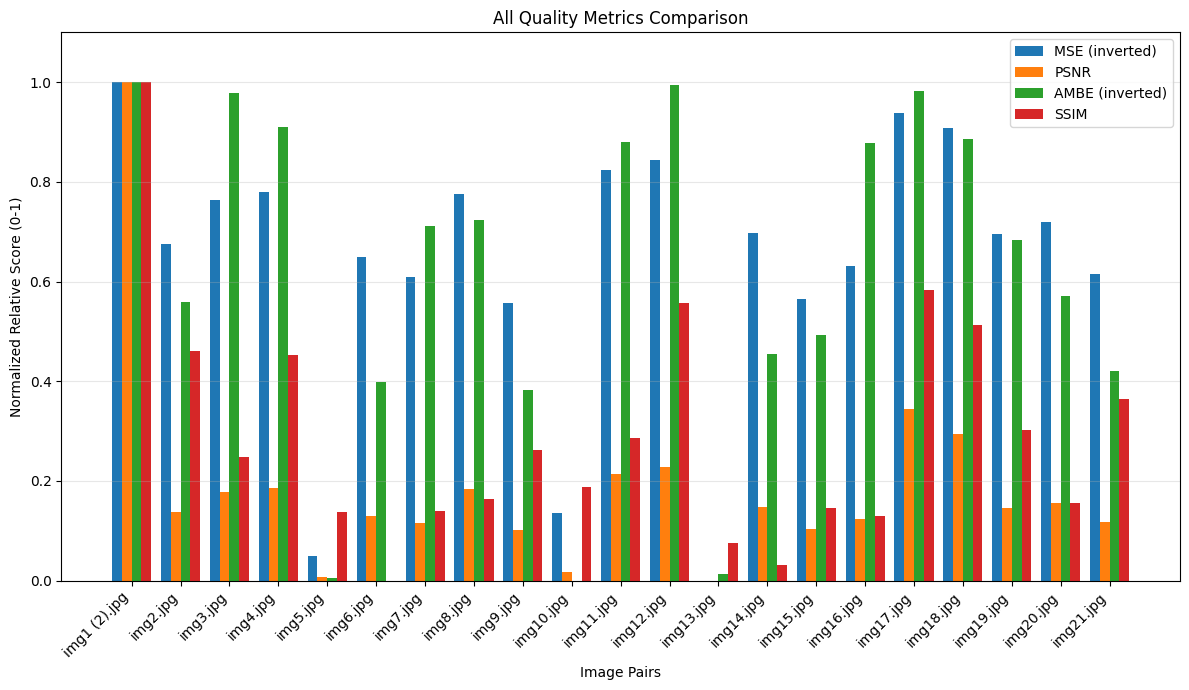 All Quality Metrics Comparison
MSE (inverted)
PSNR
AMBE (inverted)
SSIM
Normalized Relative Score (0-1)
1.0
0.8
0.6
0.4
0.2
0.0
img1 (2).jpg
img2.jpg
img3.jpg
img4.jpg
img5.jpg
img6.jpg
img7.jpg
img8.jpg
img9.jpg
img10.jpg
img11.jpg
img12.jpg
img13.jpg
img14.jpg
img15.jpg
img16.jpg
img17.jpg
img18.jpg
img19.jpg
img20.jpg
img21.jpg
Image Pairs